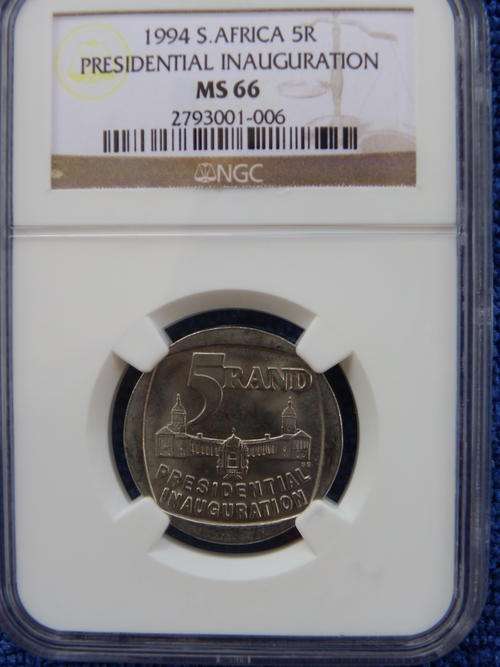 1994 S.AFRICA 5R
PRESIDENTIAL INAUGURATION
MS 66
2793001-006
NGC
5 RAND
PRESIDENTIAL
INAUGURATION